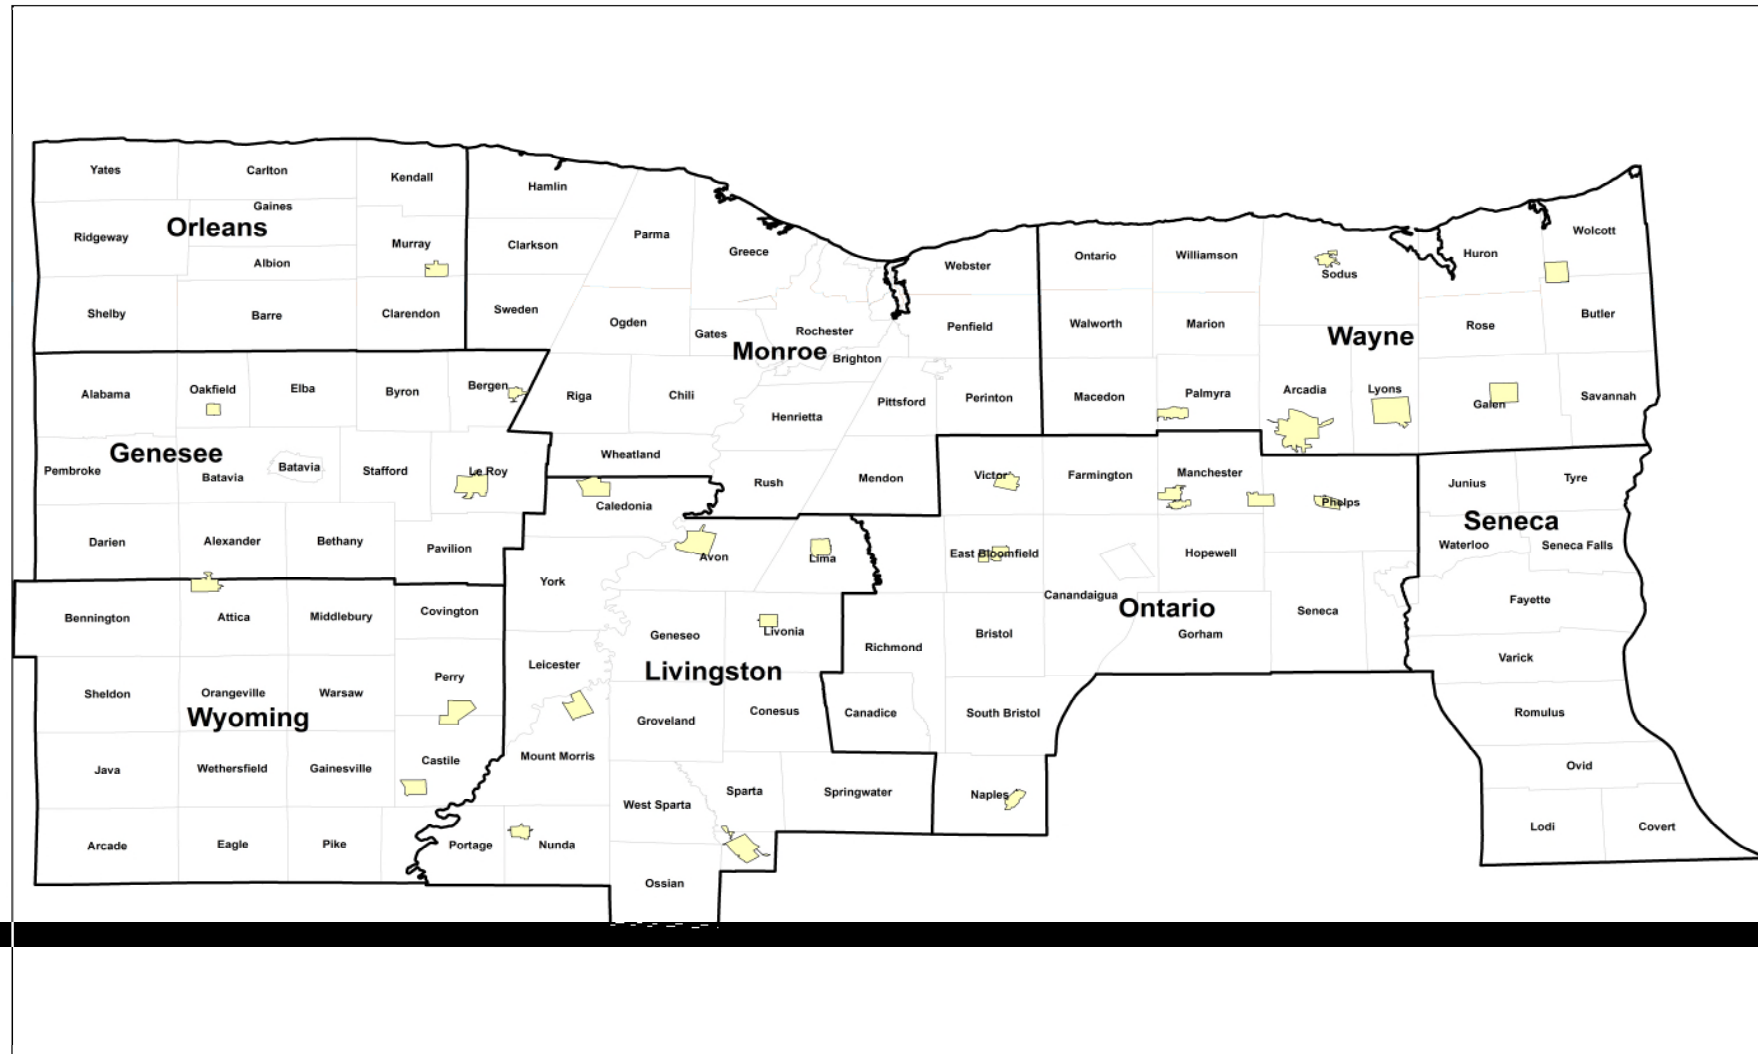 Yates
Carlton
Kendall
Gaines
Orleans
Ridgeway
Murray
Albion
Shelby
Barre
Clarendon
Hamlin
Clarkson
Parma
Greece
Sweden
Ogden
Gates
Rochester
Monroe
Brighton
Webster
Penfield
Riga
Chili
Henrietta
Pittsford
Perinton
Wheatland
Rush
Mendon
Ontario
Williamson
Sodus
Huron
Wolcott
Walworth
Marion
Wayne
Rose
Butler
Macedon
Palmyra
Arcadia
Lyons
Galen
Savannah
Alabama
Oakfield
Elba
Byron
Bergen
Genesee
Pembroke
Batavia
Batavia
Stafford
Le Roy
Darien
Alexander
Bethany
Pavilion
Bennington
Attica
Middlebury
Covington
Sheldon
Orangeville
Warsaw
Perry
Wyoming
Java
Wethersfield
Gainesville
Castile
Arcade
Eagle
Pike
Caledonia
Avon
Lima
York
Geneseo
Livonia
Leicester
Livingston
Groveland
Conesus
Mount Morris
West Sparta
Sparta
Springwater
Portage
Nunda
Ossian
Victor
Farmington
Manchester
Phelps
East Bloomfield
Hopewell
Canandaigua
Ontario
Seneca
Richmond
Bristol
Gorham
Canadice
South Bristol
Naples
Junius
Tyre
Seneca
Waterloo
Seneca Falls
Fayette
Varick
Romulus
Ovid
Lodi
Covert